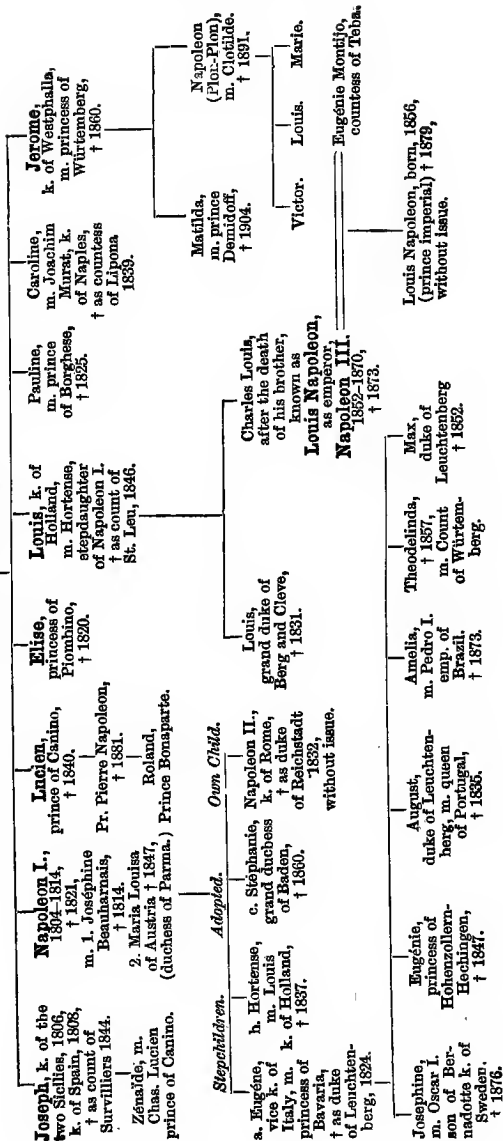 Joseph, k. of the
two Sicilies, 1806,
k. of Spain, 1808,
† as count of
Survilliers 1844.
Zénaïde, m.
Chas. Lucien
prince of Canino.
Napoleon I.,
1804-1814,
† 1821,
m. 1. Joséphine
Beauharnais,
† 1814.
2. Maria Louisa
of Austria † 1847,
(duchess of Parma.)
Lucien,
prince of Canino,
† 1840.
Pr. Pierre Napoleon,
† 1881.
Roland,
Prince Bonaparte.
Elise,
princess of
Piombino,
† 1820.
Louis, k. of
Holland,
m. Hortense,
stepdaughter
of Napoleon I.
† as count of
St. Leu, 1846.
Pauline,
m. prince
of Borghese,
† 1825.
Caroline,
m. Joachim
Murat, k.
of Naples,
† as countess
of Lipona
1839.
Jerome,
k. of Westphalia,
m. princess of
Würtemberg,
† 1860.
Stepchildren.
Adopted.
Own Child.
a. Eugéne,
vice k. of
Italy, m.
princess of
Bavaria,
† as duke
of Leuchten-
berg, 1824.
h. Hortense,
m. Louis
k. of Holland,
† 1837.
c. Stéphanie,
grand duchess
of Baden,
† 1860.
Napoleon II.,
k. of Rome,
† as duke
of Reichstadt
1832,
without issue.
Louis,
grand duke of
Berg and Cleve,
† 1831.
Charles Louis,
after the death
of his brother,
known as
Louis Napoleon,
as emperor,
Napoleon III.
1852-1870,
† 1873.
Eugénie Montijo,
countess of Teba.
Matilda,
m. prince
Demidoff,
† 1904.
Napoleon
(Plon-Plon),
m. Clotilde.
† 1891.
Victor.
Louis.
Marie.
Louis Napoleon, born, 1856,
(prince imperial) † 1879,
without issue.
Josephine,
m. Oscar I.
son of Ber-
nadotte k. of
Sweden.
† 1876.
Eugénie,
princess of
Hohenzollern-
Hechingen,
† 1847.
August,
duke of Leuchten-
berg, m. queen
of Portugal,
† 1835.
Amelia,
m. Pedro I.
emp. of
Brazil.
† 1873.
Theodelinda,
† 1857,
m. Count
of Würtem-
berg.
Max,
duke of
Leuchtenberg
† 1852.